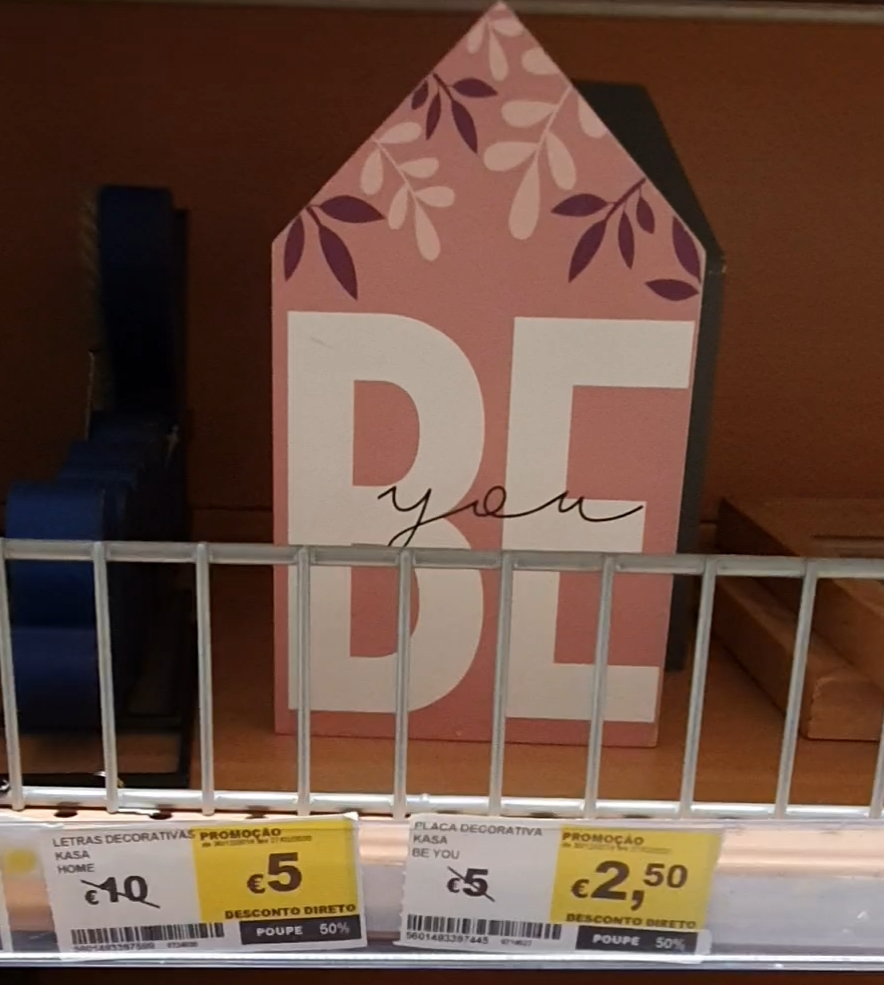 BE
you
LETRAS DECORATIVAS
KASA
HOME
€10
PROMOÇÃO
€5
DESCONTO DIRETO
POUPE 50%
PLACA DECORATIVA
KASA
BE YOU
€5
5601493397445
PROMOÇÃO
€2,50
DESCONTO DIRETO
POUPE 50%